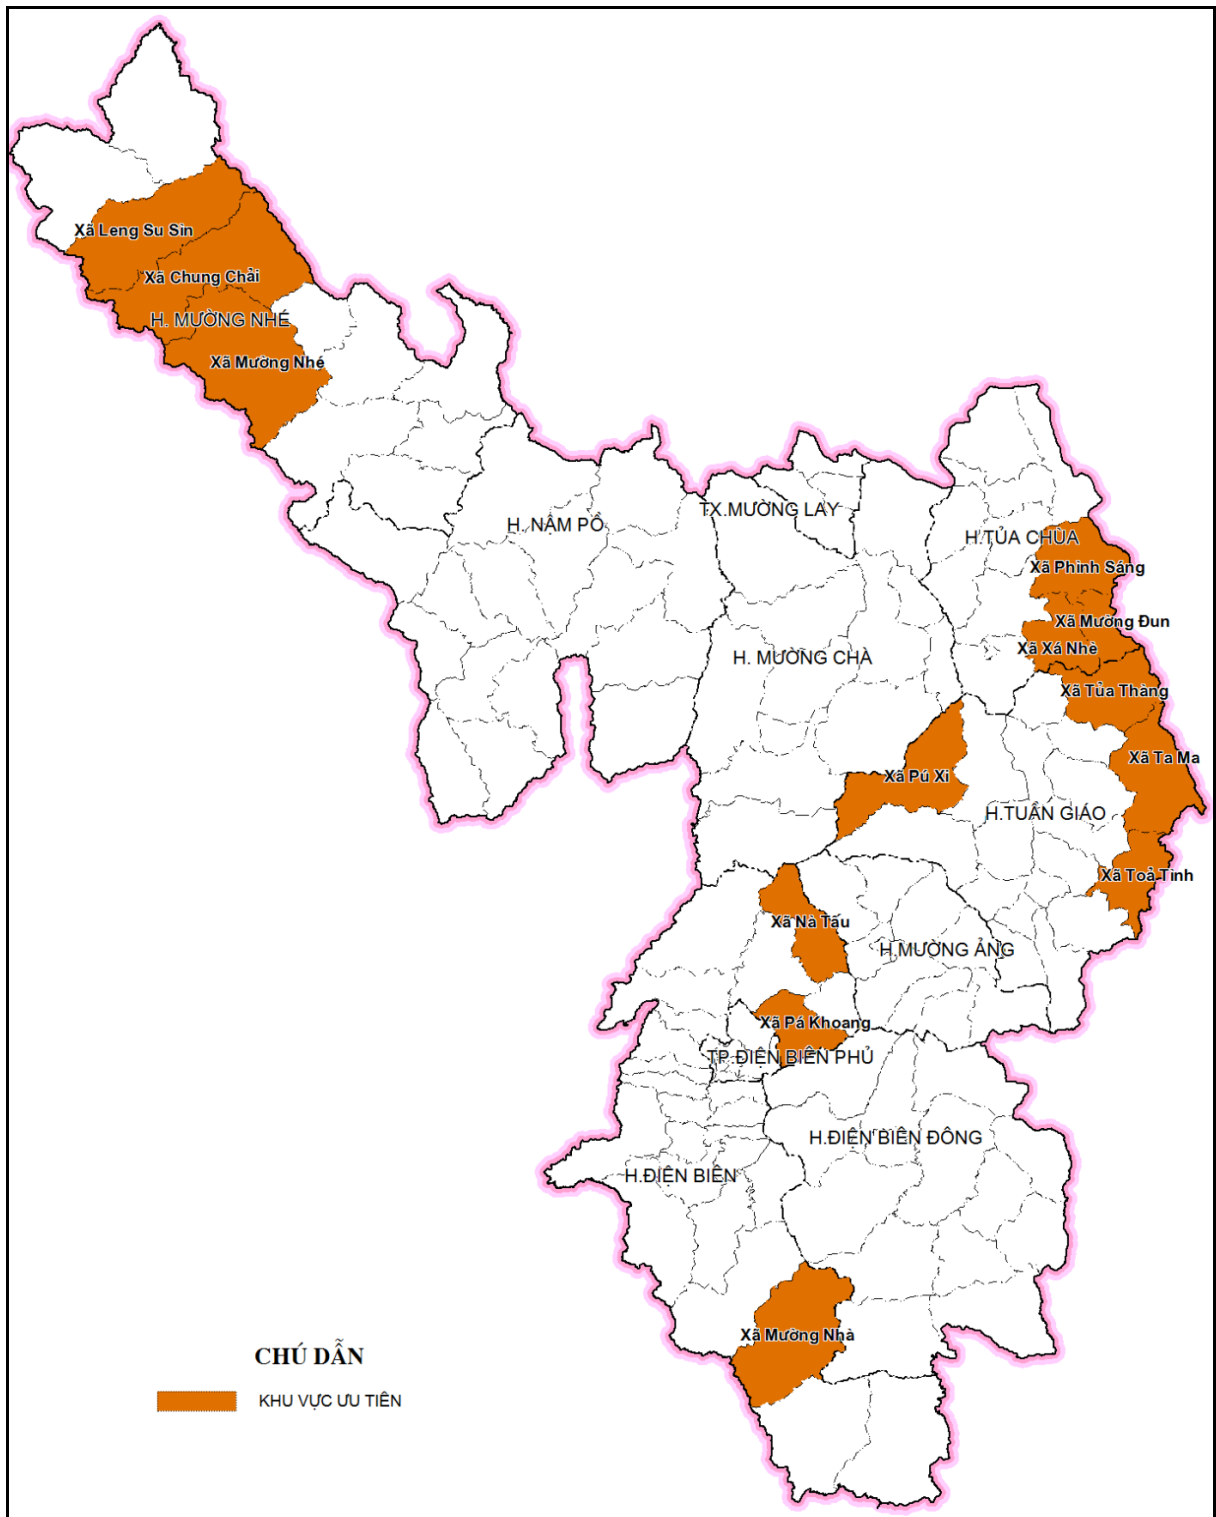 Xã Leng Su Sin
Xã Chung Chải
H. MƯỜNG NHÉ
Xã Mường Nhé
TX.MƯỜNG LAY
H. NẬM PỒ
H.TỦA CHÙA
Xã Phình Sáng
Xã Mường Đun
Xã Xá Nhè
H. MƯỜNG CHÀ
Xã Tủa Thàng
Xã Ta Ma
Xã Pú Xi
H.TUẦN GIÁO
Xã Toả Tình
Xã Nà Tấu
H.MƯỜNG ẢNG
Xã Pá Khoang
TP.ĐIỆN BIÊN PHỦ
H.ĐIỆN BIÊN ĐÔNG
H.ĐIỆN BIÊN
Xã Mường Nhà
CHÚ DẪN
KHU VỰC ƯU TIÊN